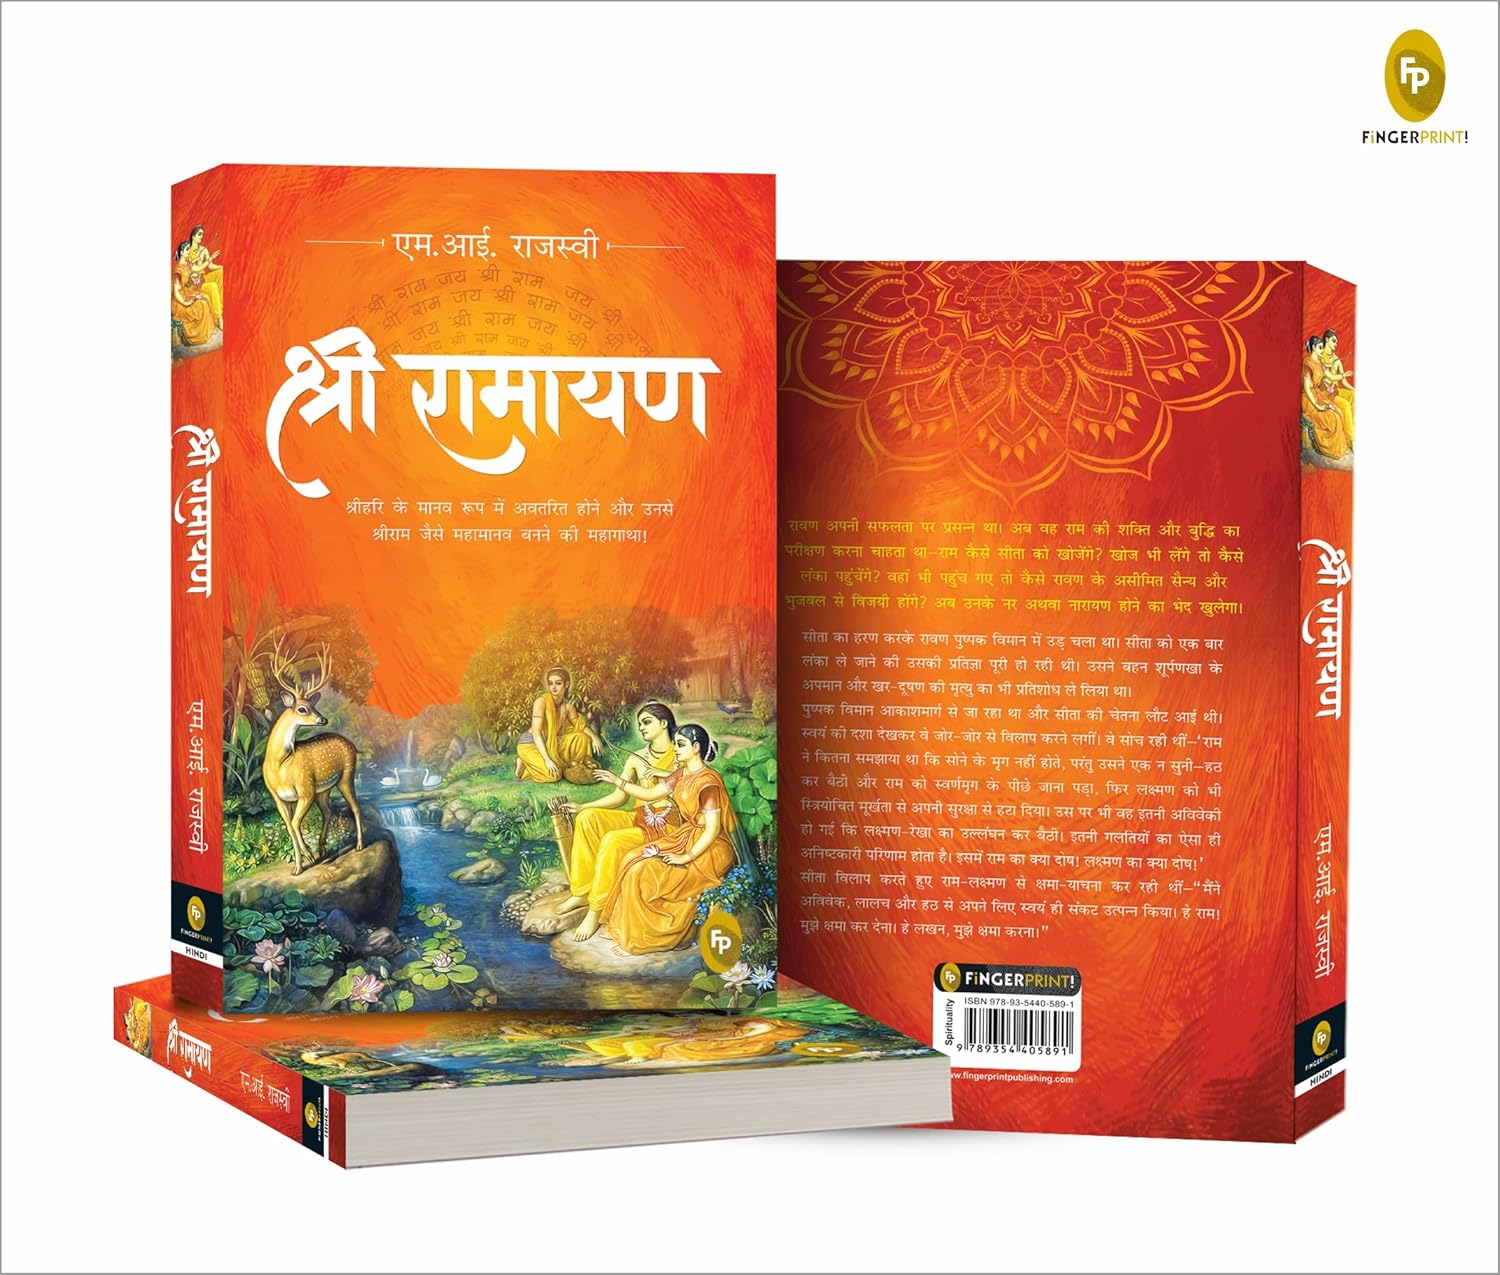 FP
FiNGERPRINT!
एम.आई. राजस्वी
श्री राम जय श्री राम जय श्री
श्री राम जय श्री राम जय
जय श्री राम जय श्री राम
श्री रामायण
श्रीहरि के मानव रूप में अवतरित होने और उनसे
श्रीराम जैसे महामानव बनने की महागाथा!
FP
श्री रामायण
एम.आई. राजस्वी
FP
FiNGERPRINT!
HINDI
श्री रामायण
एम.आई. राजस्वी
रावण अपनी सफलता पर प्रसन्न था। अब वह राम की शक्ति और बुद्धि का
परीक्षण करना चाहता था–राम कैसे सीता को खोजेंगे? खोज भी लेंगे तो कैसे
लंका पहुंचेंगे? वहां भी पहुंच गए तो कैसे रावण के असीमित सैन्य और
भुजबल से विजयी होंगे? अब उनके नर अथवा नारायण होने का भेद खुलेगा।
सीता का हरण करके रावण पुष्पक विमान में उड़ चला था। सीता को एक बार
लंका ले जाने की उसकी प्रतिज्ञा पूरी हो रही थी। उसने बहन शूर्पणखा के
अपमान और खर-दूषण की मृत्यु का भी प्रतिशोध ले लिया था।
पुष्पक विमान आकाशमार्ग से जा रहा था और सीता की चेतना लौट आई थी।
स्वयं की दशा देखकर वे जोर-जोर से विलाप करने लगीं। वे सोच रही थीं–‘राम
ने कितना समझाया था कि सोने के मृग नहीं होते, परंतु उसने एक न सुनी–हठ
कर बैठी और राम को स्वर्णमृग के पीछे जाना पड़ा, फिर लक्ष्मण को भी
स्त्रियोचित मूर्खता से अपनी सुरक्षा से हटा दिया। उस पर भी वह इतनी अविवेकी
हो गई कि लक्ष्मण-रेखा का उल्लंघन कर बैठी। इतनी गलतियों का ऐसा ही
अनिष्टकारी परिणाम होता है। इसमें राम का क्या दोष! लक्ष्मण का क्या दोष!’
सीता विलाप करते हुए राम-लक्ष्मण से क्षमा-याचना कर रही थीं–“मैंने
अविवेक, लालच और हठ से अपने लिए स्वयं ही संकट उत्पन्न किया। हे राम!
मुझे क्षमा कर देना। हे लखन, मुझे क्षमा करना।”
FP FiNGERPRINT!
Spirituality
ISBN 978-93-5440-589-1
9 789354 405891
www.fingerprintpublishing.com
श्री रामायण
एम.आई. राजस्वी
FP
FiNGERPRINT!
HINDI